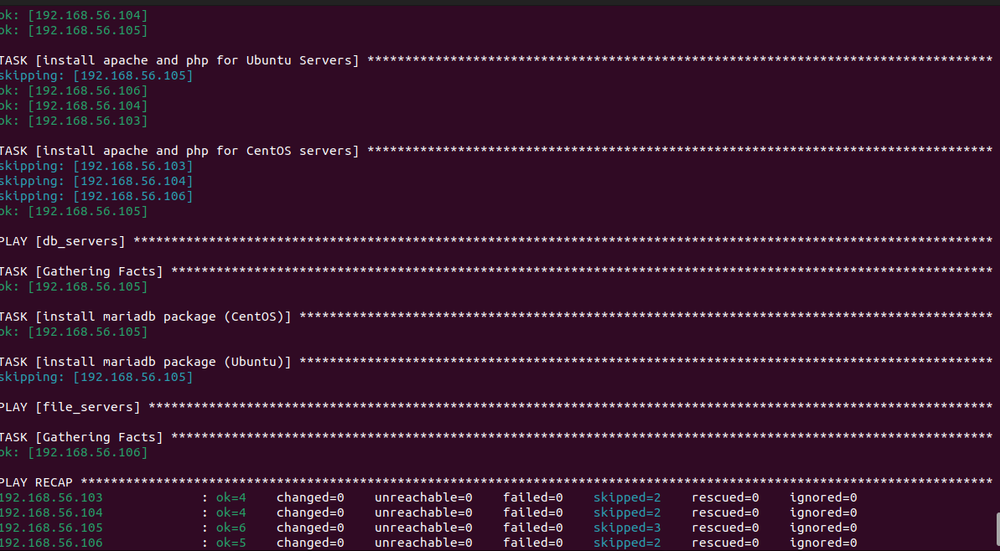 ok: [192.168.56.104]
ok: [192.168.56.105]
TASK [install apache and php for Ubuntu Servers] ***********************************************************************************
skipping: [192.168.56.105]
ok: [192.168.56.106]
ok: [192.168.56.104]
ok: [192.168.56.103]
TASK [install apache and php for CentOS servers] ***********************************************************************************
skipping: [192.168.56.103]
skipping: [192.168.56.104]
skipping: [192.168.56.106]
ok: [192.168.56.105]
PLAY [db_servers] ******************************************************************************************************************
TASK [Gathering Facts] *************************************************************************************************************
ok: [192.168.56.105]
TASK [install mariadb package (CentOS)] ********************************************************************************************
ok: [192.168.56.105]
TASK [install mariadb package (Ubuntu)] ********************************************************************************************
skipping: [192.168.56.105]
PLAY [file_servers] ****************************************************************************************************************
TASK [Gathering Facts] *************************************************************************************************************
ok: [192.168.56.106]
PLAY RECAP *************************************************************************************************************************
192.168.56.103 : ok=4 changed=0 unreachable=0 failed=0 skipped=2 rescued=0 ignored=0
192.168.56.104 : ok=4 changed=0 unreachable=0 failed=0 skipped=2 rescued=0 ignored=0
192.168.56.105 : ok=6 changed=0 unreachable=0 failed=0 skipped=3 rescued=0 ignored=0
192.168.56.106 : ok=5 changed=0 unreachable=0 failed=0 skipped=2 rescued=0 ignored=0